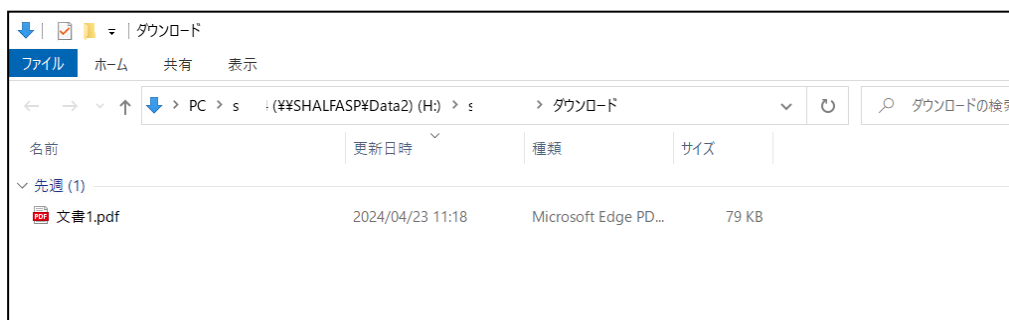 ダウンロード
ファイル ホーム 共有 表示
PC > s (¥¥SHALFASP¥Data2) (H:) > s > ダウンロード ダウンロードの検索
名前 更新日時 種類 サイズ
先週 (1)
PDF 文書1.pdf 2024/04/23 11:18 Microsoft Edge PD... 79 KB